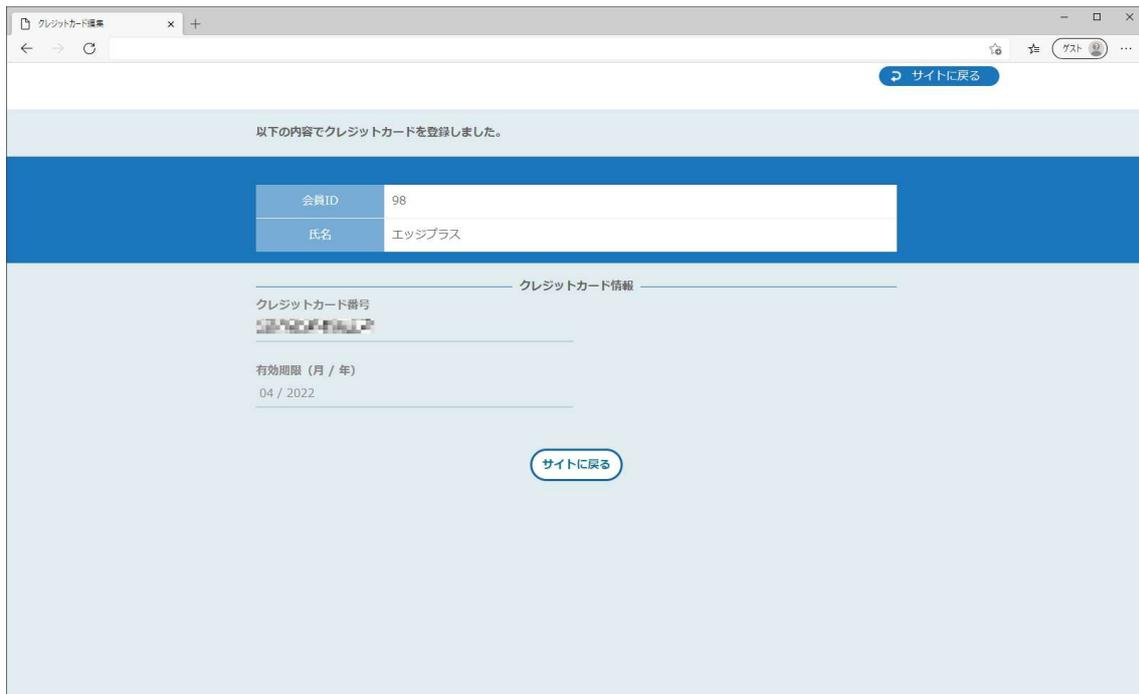 クレジットカード編集
ゲスト
サイトに戻る
以下の内容でクレジットカードを登録しました。
会員ID 98
氏名 エッジプラス
クレジットカード情報
クレジットカード番号
有効期限（月 / 年）
04 / 2022
サイトに戻る